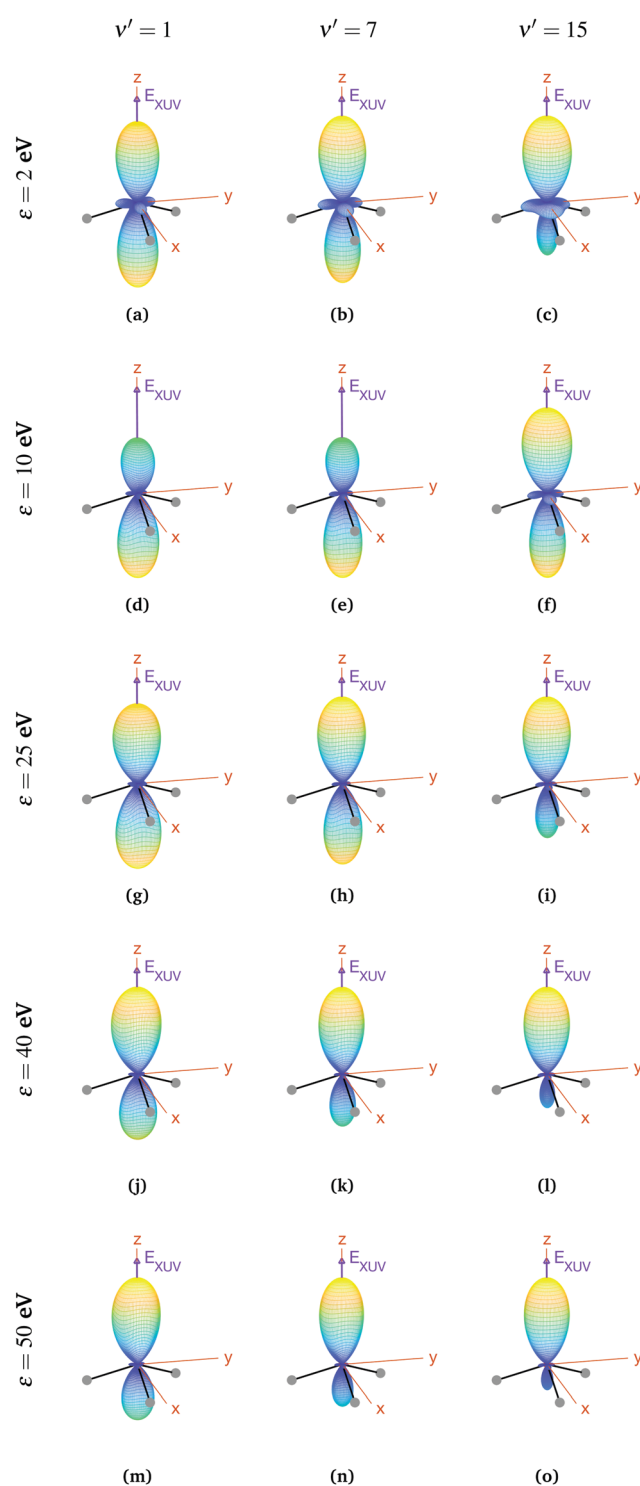 ν′ = 1 ν′ = 7 ν′ = 15
ε = 2 eV
z z z
E_XUV E_XUV E_XUV
y y y
x x x
(a) (b) (c)
ε = 10 eV
z z z
E_XUV E_XUV E_XUV
y y y
x x x
(d) (e) (f)
ε = 25 eV
z z z
E_XUV E_XUV E_XUV
y y y
x x x
(g) (h) (i)
ε = 40 eV
z z z
E_XUV E_XUV E_XUV
y y y
x x x
(j) (k) (l)
ε = 50 eV
z z z
E_XUV E_XUV E_XUV
y y y
x x x
(m) (n) (o)